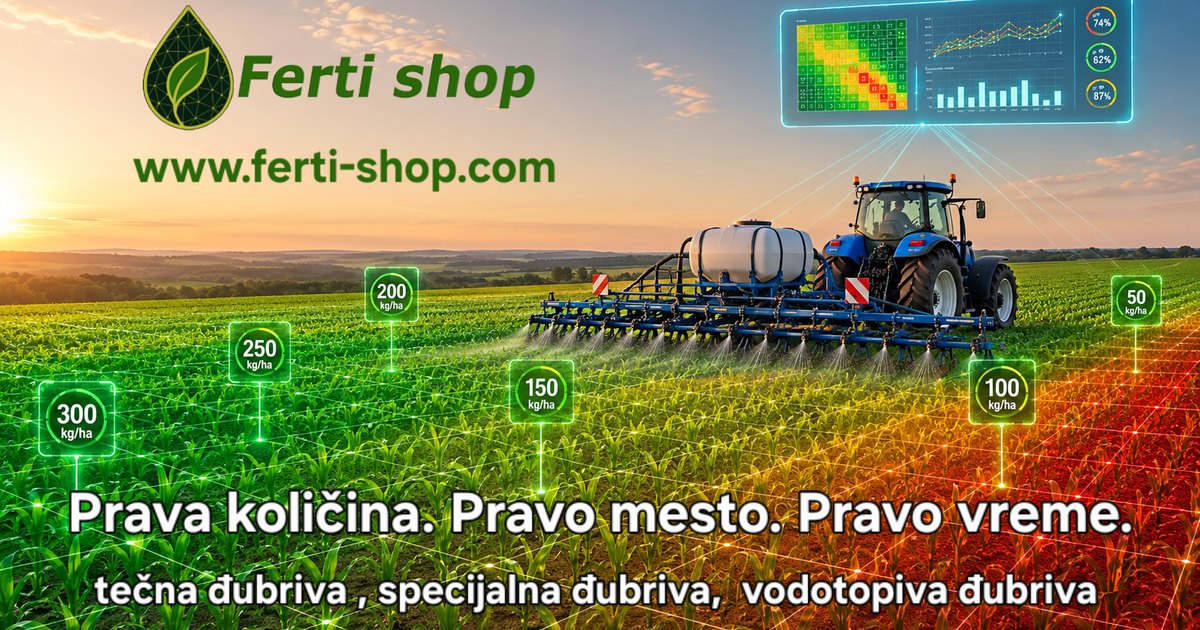 Ferti shop
www.ferti-shop.com
74%
62%
87%
200
kg/ha
50
kg/ha
250
kg/ha
150
kg/ha
100
kg/ha
300
kg/ha
Prava količina. Pravo mesto. Pravo vreme.
tečna đubriva , specijalna đubriva, vodotopiva đubriva